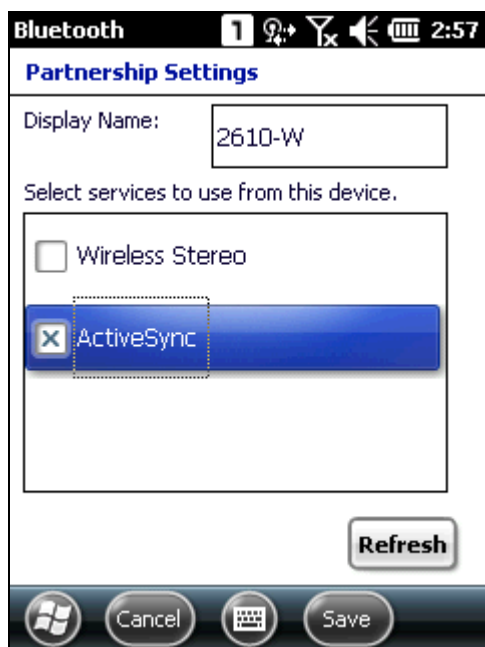 Bluetooth 1 2:57
Partnership Settings
Display Name: 2610-W
Select services to use from this device.
Wireless Stereo
ActiveSync
Refresh
Cancel Save